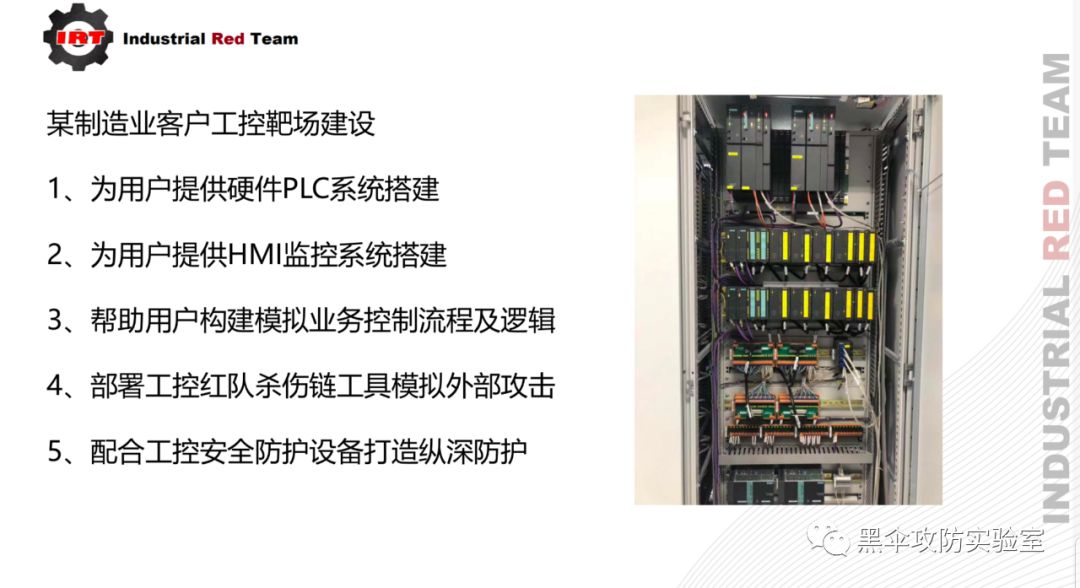 IRT
Industrial Red Team
某制造业客户工控靶场建设
1、为用户提供硬件PLC系统搭建
2、为用户提供HMI监控系统搭建
3、帮助用户构建模拟业务控制流程及逻辑
4、部署工控红队杀伤链工具模拟外部攻击
5、配合工控安全防护设备打造纵深防护
INDUSTRIAL RED TEAM
黑伞攻防实验室